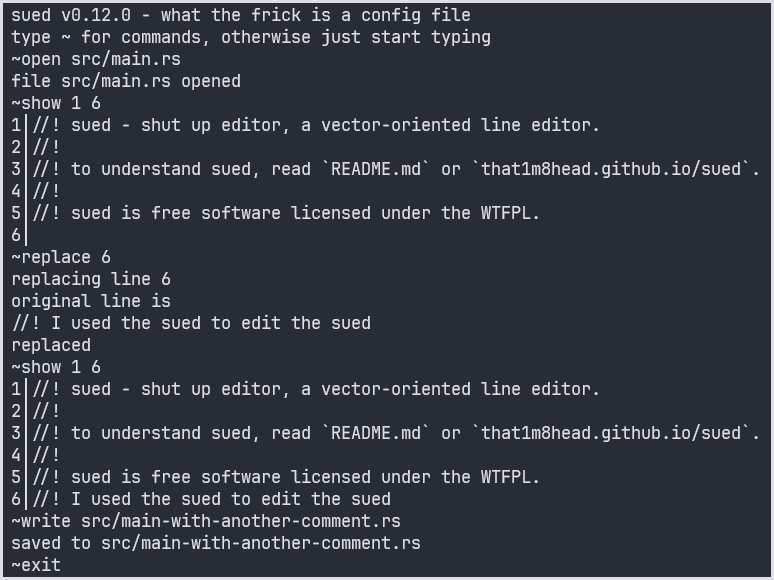 sued v0.12.0 - what the frick is a config file
type ~ for commands, otherwise just start typing
~open src/main.rs
file src/main.rs opened
~show 1 6
1│//! sued - shut up editor, a vector-oriented line editor.
2│//!
3│//! to understand sued, read `README.md` or `that1m8head.github.io/sued`.
4│//!
5│//! sued is free software licensed under the WTFPL.
6│
~replace 6
replacing line 6
original line is
//! I used the sued to edit the sued
replaced
~show 1 6
1│//! sued - shut up editor, a vector-oriented line editor.
2│//!
3│//! to understand sued, read `README.md` or `that1m8head.github.io/sued`.
4│//!
5│//! sued is free software licensed under the WTFPL.
6│//! I used the sued to edit the sued
~write src/main-with-another-comment.rs
saved to src/main-with-another-comment.rs
~exit